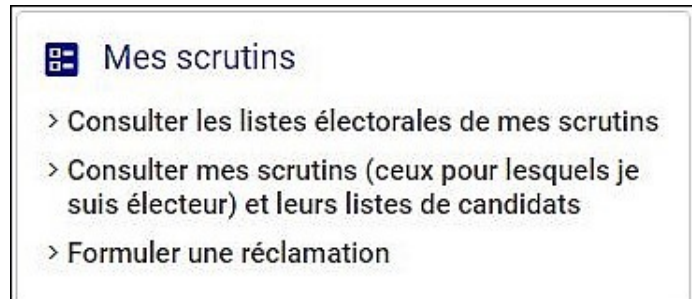 Mes scrutins
> Consulter les listes électorales de mes scrutins
> Consulter mes scrutins (ceux pour lesquels je
suis électeur) et leurs listes de candidats
> Formuler une réclamation